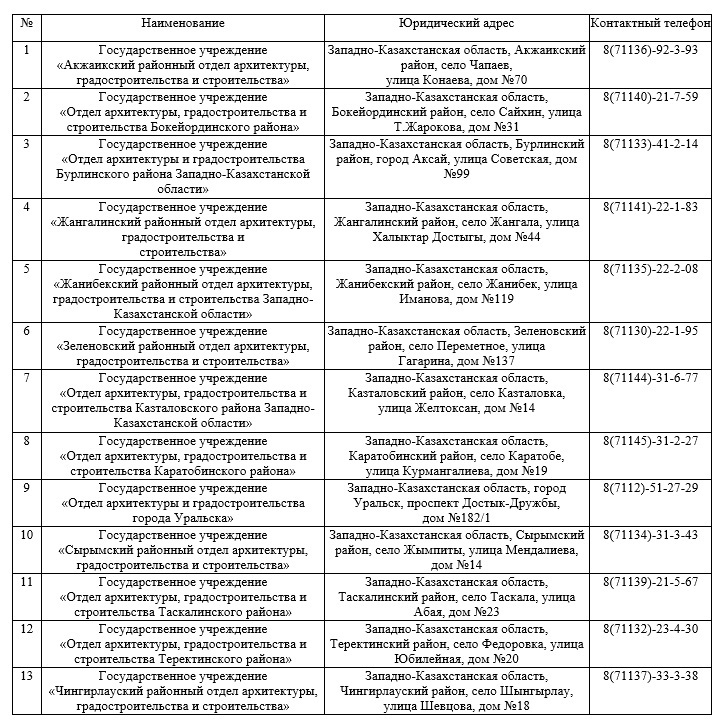 № Наименование Юридический адрес Контактный телефон
1 Государственное учреждение Западно-Казахстанская область, Акжаикский 8(71136)-92-3-93
«Акжаикский районный отдел архитектуры, район, село Чапаев,
градостроительства и строительства» улица Конаева, дом №70
2 Государственное учреждение Западно-Казахстанская область, 8(71140)-21-7-59
«Отдел архитектуры, градостроительства и Бокейординский район, село Сайхин, улица
строительства Бокейординского района» Т.Жарокова, дом №31
3 Государственное учреждение Западно-Казахстанская область, Бурлинский 8(71133)-41-2-14
«Отдел архитектуры и градостроительства район, город Аксай, улица Советская, дом
Бурлинского района Западно-Казахстанской №99
области»
4 Государственное учреждение Западно-Казахстанская область, 8(71141)-22-1-83
«Жангалинский районный отдел архитектуры, Жангалинский район, село Жангала, улица
градостроительства и Халыктар Достыгы, дом №44
строительства»
5 Государственное учреждение Западно-Казахстанская область, 8(71135)-22-2-08
«Жанибекский районный отдел архитектуры, Жанибекский район, село Жанибек, улица
градостроительства и строительства Западно- Иманова, дом №119
Казахстанской области»
6 Государственное учреждение Западно-Казахстанская область, Зеленовский 8(71130)-22-1-95
«Зеленовский районный отдел архитектуры, район, село Переметное, улица
градостроительства и строительства» Гагарина, дом №137
7 Государственное учреждение Западно-Казахстанская область, 8(71144)-31-6-77
«Отдел архитектуры, градостроительства и Казталовский район, село Казталовка,
строительства Казталовского района Западно- улица Желтоксан, дом №14
Казахстанской области»
8 Государственное учреждение Западно-Казахстанская область, 8(71145)-31-2-27
«Отдел архитектуры, градостроительства и Каратобинский район, село Каратобе,
строительства Каратобинского района» улица Курмангалиева, дом №19
9 Государственное учреждение Западно-Казахстанская область, город 8(7112)-51-27-29
«Отдел архитектуры и градостроительства Уральск, проспект Достык-Дружбы,
города Уральска» дом №182/1
10 Государственное учреждение Западно-Казахстанская область, Сырымский 8(71134)-31-3-43
«Сырымский районный отдел архитектуры, район, село Жымпиты, улица Мендалиева,
градостроительства и строительства» дом №14
11 Государственное учреждение Западно-Казахстанская область, 8(71139)-21-5-67
«Отдел архитектуры, градостроительства и Таскалинский район, село Таскала, улица
строительства Таскалинского района» Абая, дом №23
12 Государственное учреждение Западно-Казахстанская область, 8(71132)-23-4-30
«Отдел архитектуры, градостроительства и Теректинский район, село Федоровка, улица
строительства Теректинского района» Юбилейная, дом №20
13 Государственное учреждение Западно-Казахстанская область, 8(71137)-33-3-38
«Чингирлауский районный отдел архитектуры, Чингирлауский район, село Шынгырлау,
градостроительства и строительства» улица Шевцова, дом №18